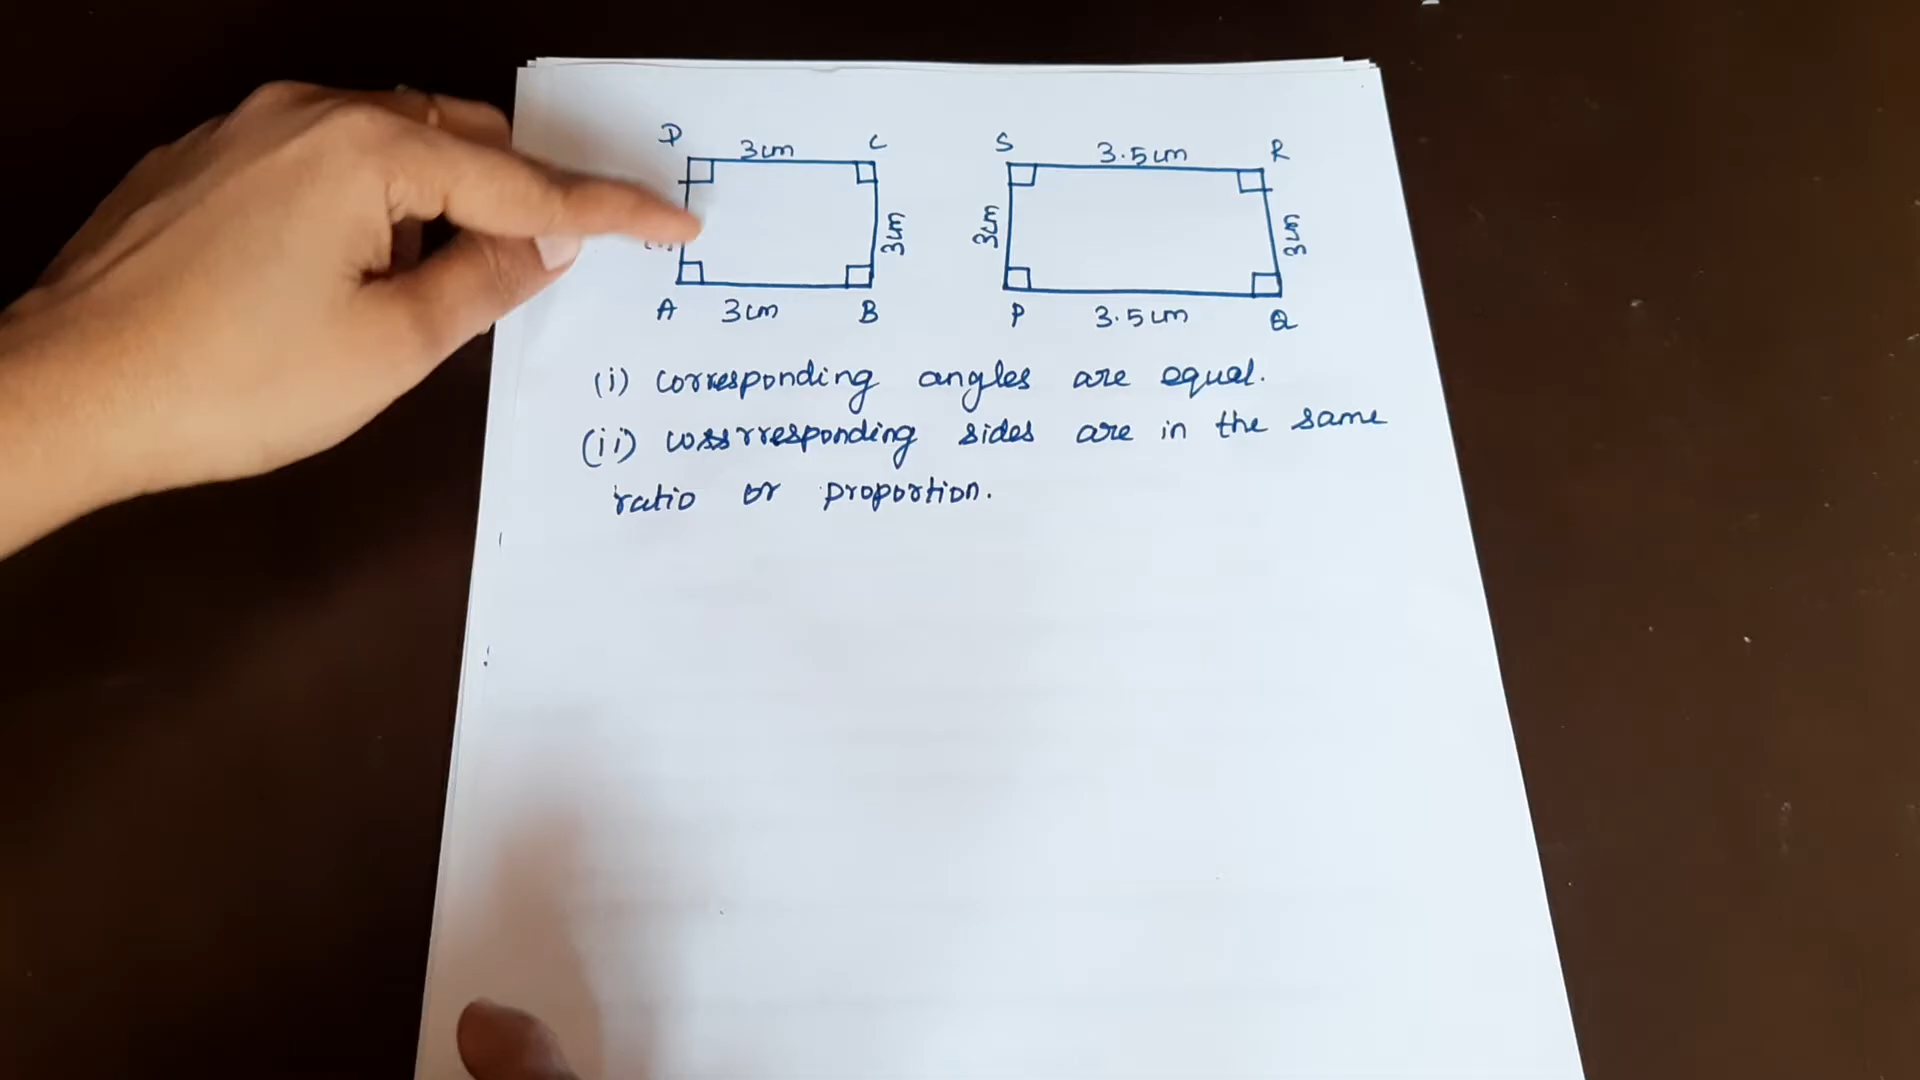 D 3cm C S 3.5cm R
3cm 3cm 3cm
A 3cm B P 3.5cm Q
(i) corresponding angles are equal.
(ii) corresponding sides are in the same
ratio or proportion.